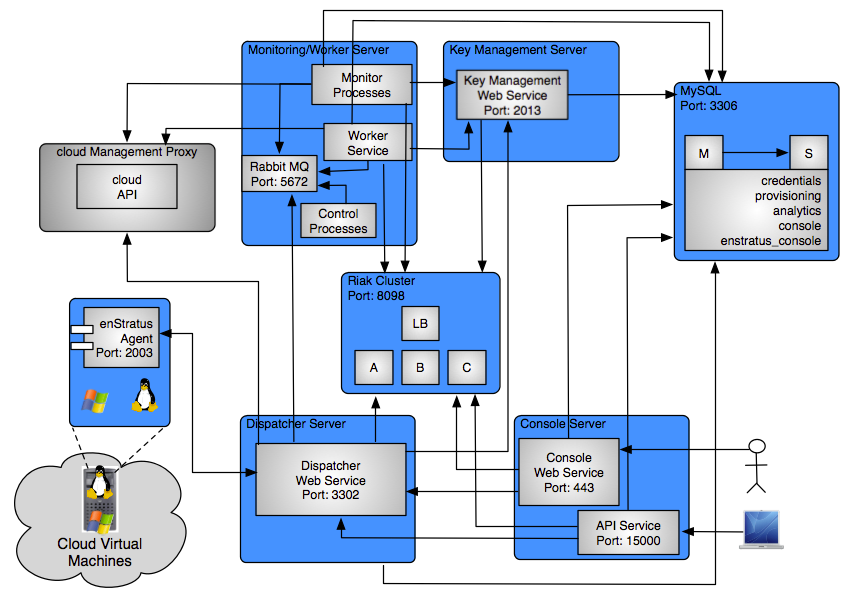 Monitoring/Worker Server
Key Management Server
Monitor
Processes
Key Management
Web Service
Port: 2013
MySQL
Port: 3306
cloud Management Proxy
cloud
API
Worker
Service
Rabbit MQ
Port: 5672
Control
Processes
M
S
credentials
provisioning
analytics
console
enstratus_console
Riak Cluster
Port: 8098
LB
A
B
C
enStratus
Agent
Port: 2003
Dispatcher Server
Dispatcher
Web Service
Port: 3302
Console Server
Console
Web Service
Port: 443
API Service
Port: 15000
Cloud Virtual
Machines